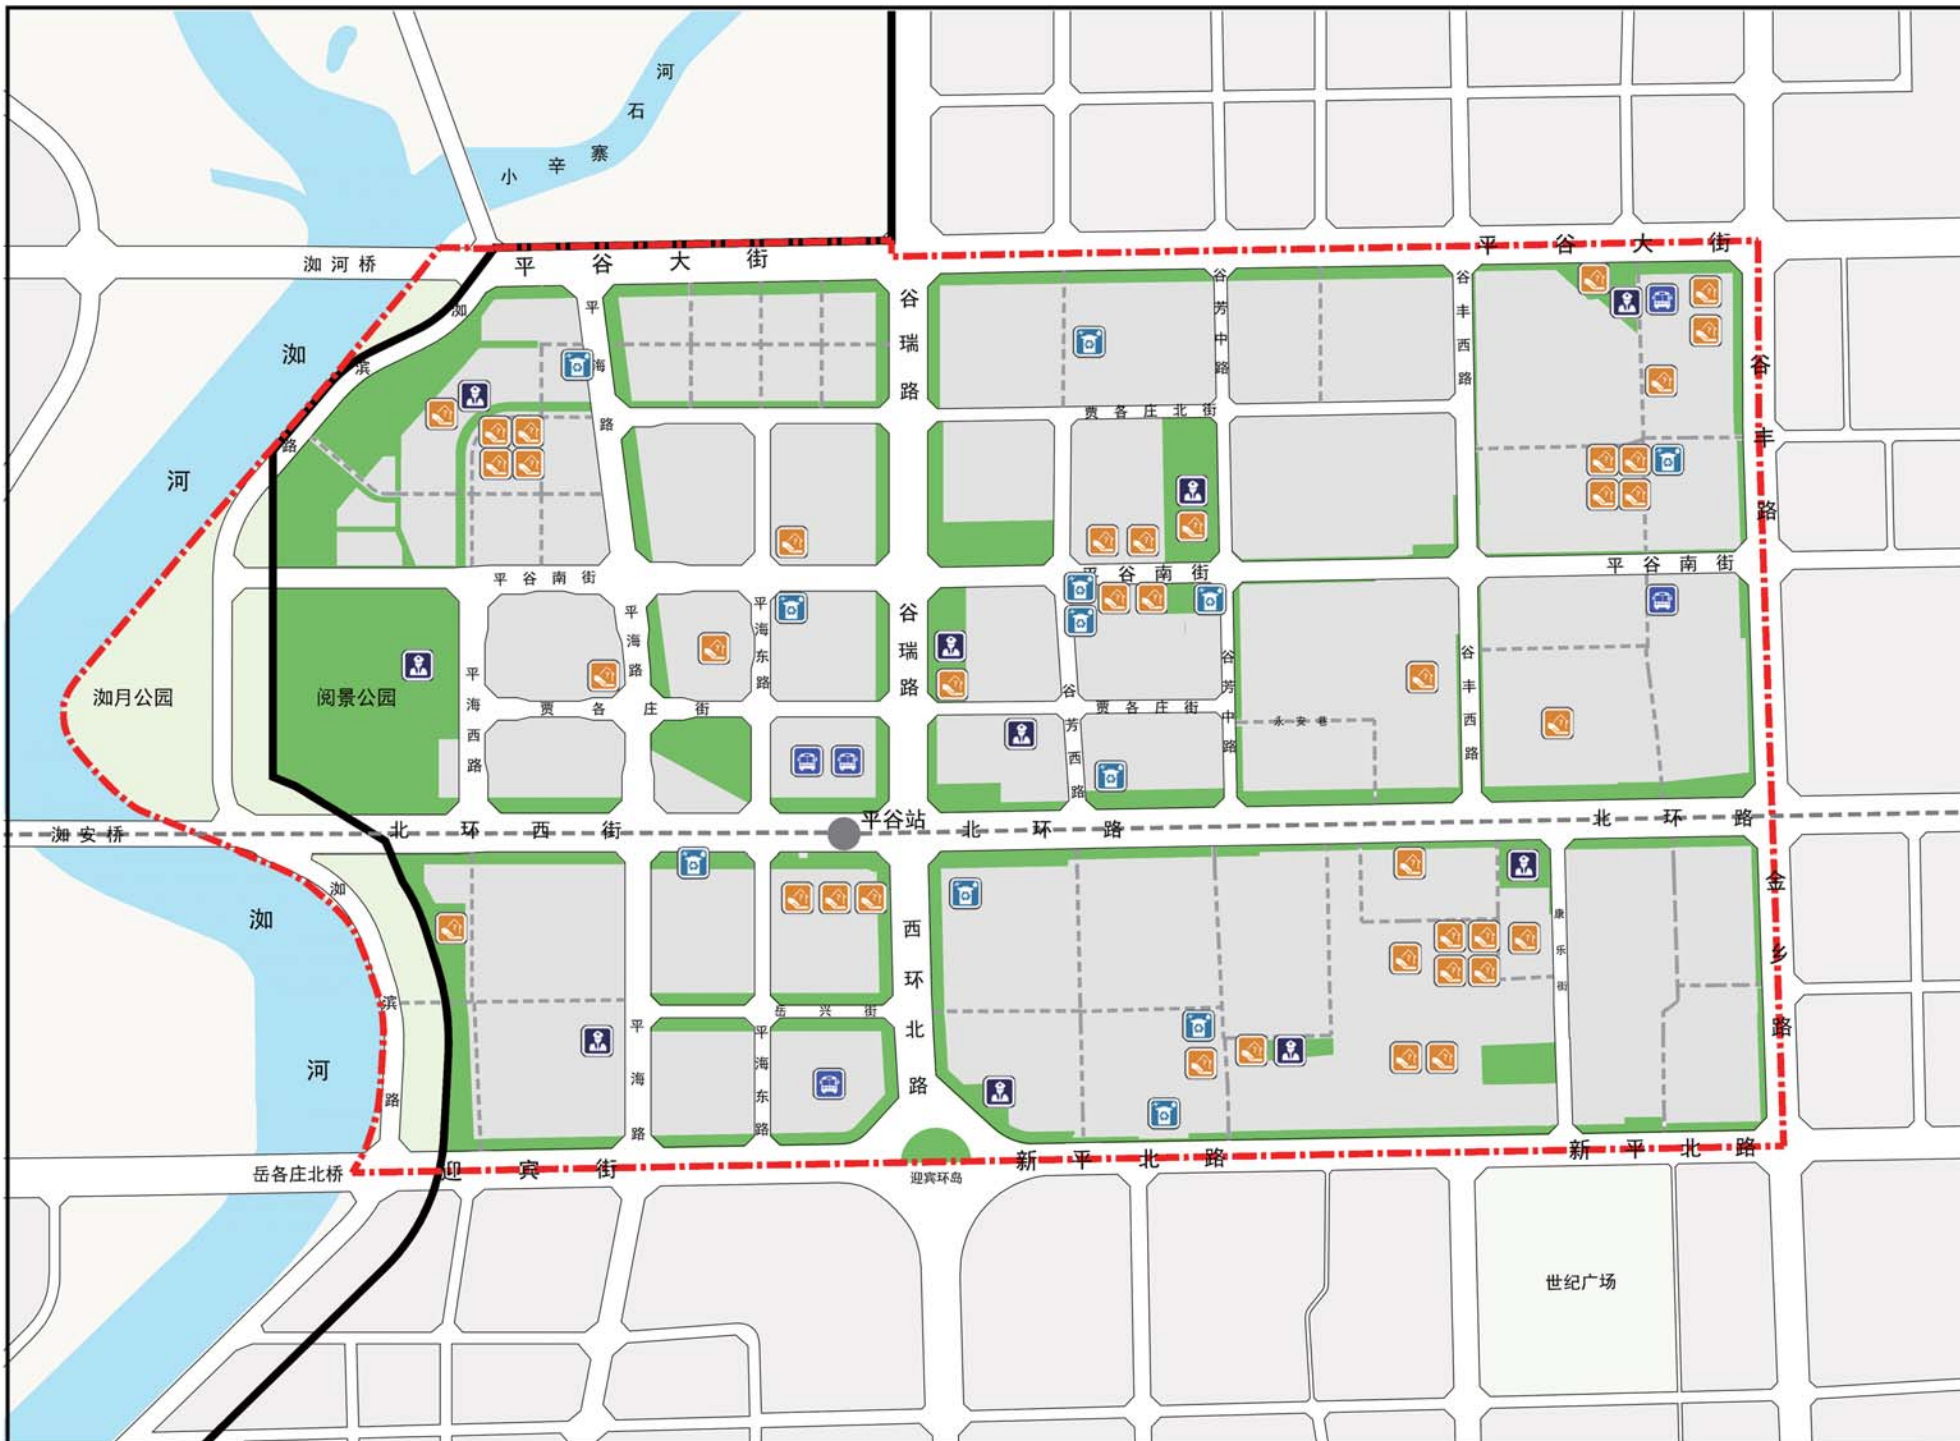 小辛寨石河
平谷大街
平谷大街
泃河桥
泃河
泃滨路
平海路
谷瑞路
谷芳中路
谷丰西路
谷丰路
贾各庄北街
平谷南街
平谷南街
平谷南街
平海路
平海东路
谷瑞路
泃月公园
阅景公园
平海西路
贾各庄街
谷芳西路
贾各庄街
谷芳中路
永安巷
谷丰西路
泃安桥
北环西街
平谷站
北环路
北环路
泃河
泃滨路
西环北路
康乐街
金乡路
岳兴街
平海路
平海东路
岳各庄北桥
迎宾街
迎宾环岛
新平北路
新平北路
世纪广场